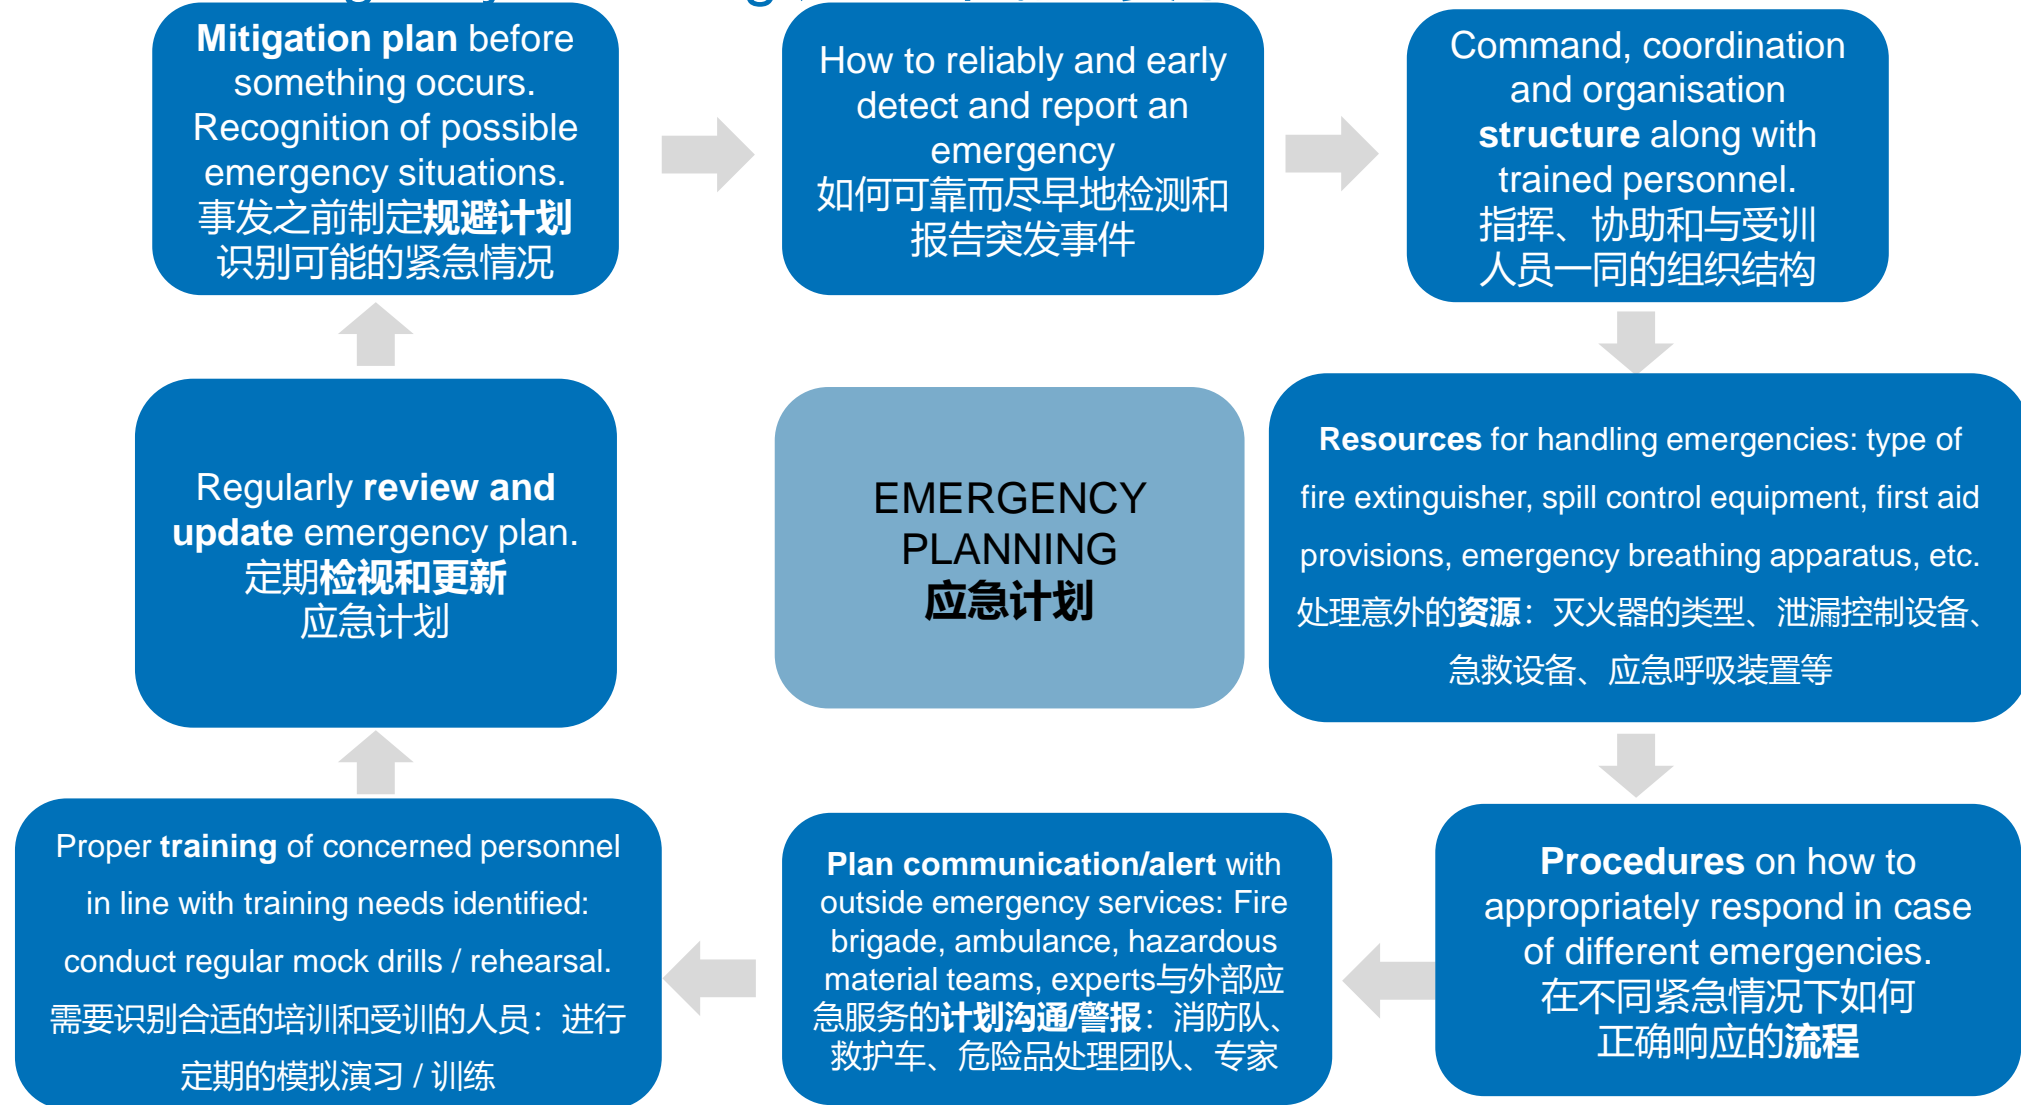 Mitigation plan before
something occurs.
Recognition of possible
emergency situations.
事发之前制定规避计划
识别可能的紧急情况
How to reliably and early
detect and report an
emergency
如何可靠而尽早地检测和
报告突发事件
Command, coordination
and organisation
structure along with
trained personnel.
指挥、协助和与受训
人员一同的组织结构
Resources for handling emergencies: type of
fire extinguisher, spill control equipment, first aid
provisions, emergency breathing apparatus, etc.
处理意外的资源：灭火器的类型、泄漏控制设备、
急救设备、应急呼吸装置等
Procedures on how to
appropriately respond in case
of different emergencies.
在不同紧急情况下如何
正确响应的流程
Plan communication/alert with
outside emergency services: Fire
brigade, ambulance, hazardous
material teams, experts与外部应
急服务的计划沟通/警报：消防队、
救护车、危险品处理团队、专家
Proper training of concerned personnel
in line with training needs identified:
conduct regular mock drills / rehearsal.
需要识别合适的培训和受训的人员：进行
定期的模拟演习 / 训练
Regularly review and
update emergency plan.
定期检视和更新
应急计划
EMERGENCY
PLANNING
应急计划